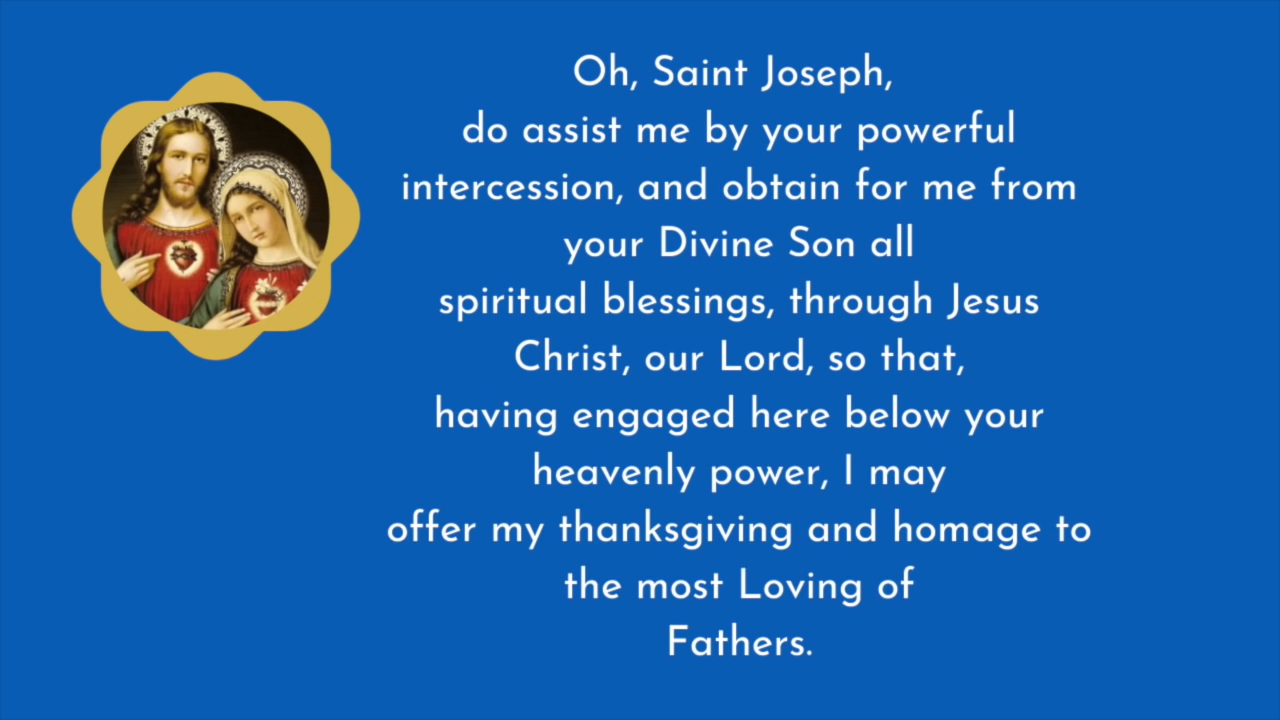 Oh, Saint Joseph,
do assist me by your powerful
intercession, and obtain for me from
your Divine Son all
spiritual blessings, through Jesus
Christ, our Lord, so that,
having engaged here below your
heavenly power, I may
offer my thanksgiving and homage to
the most Loving of
Fathers.